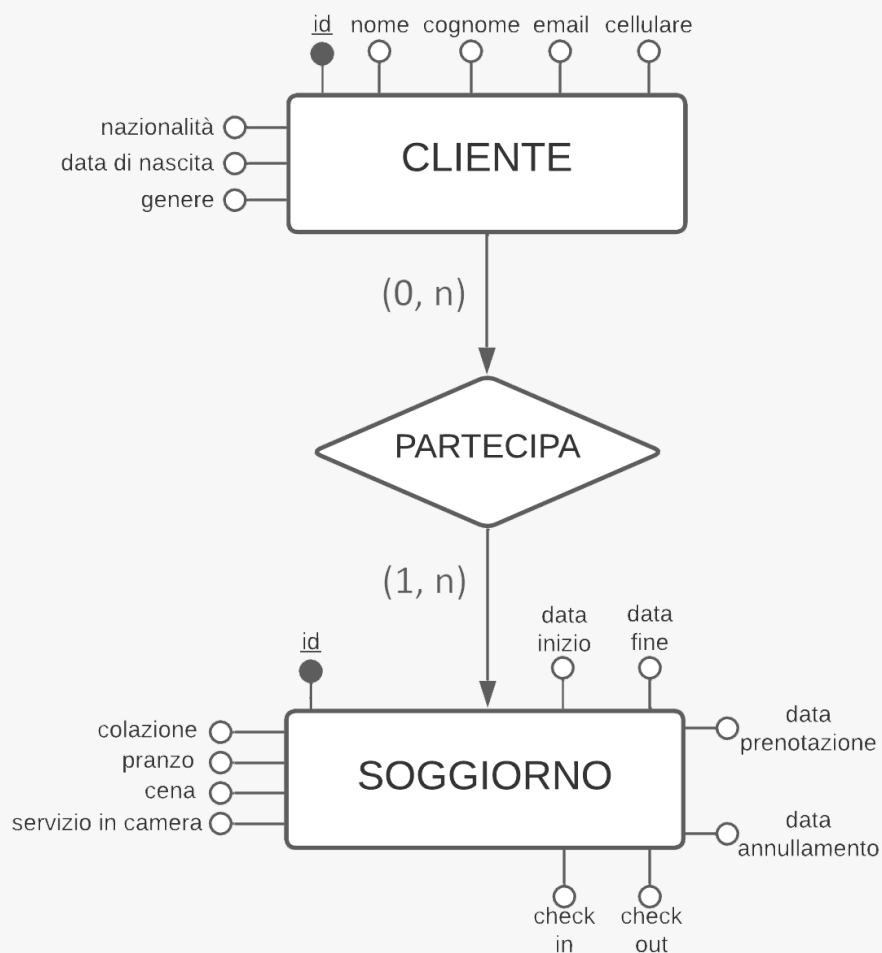 id nome cognome email cellulare
nazionalità
data di nascita
genere
CLIENTE
(0, n)
PARTECIPA
(1, n)
id
data
inizio
data
fine
colazione
pranzo
cena
servizio in camera
SOGGIORNO
data
prenotazione
data
annullamento
check
in
check
out